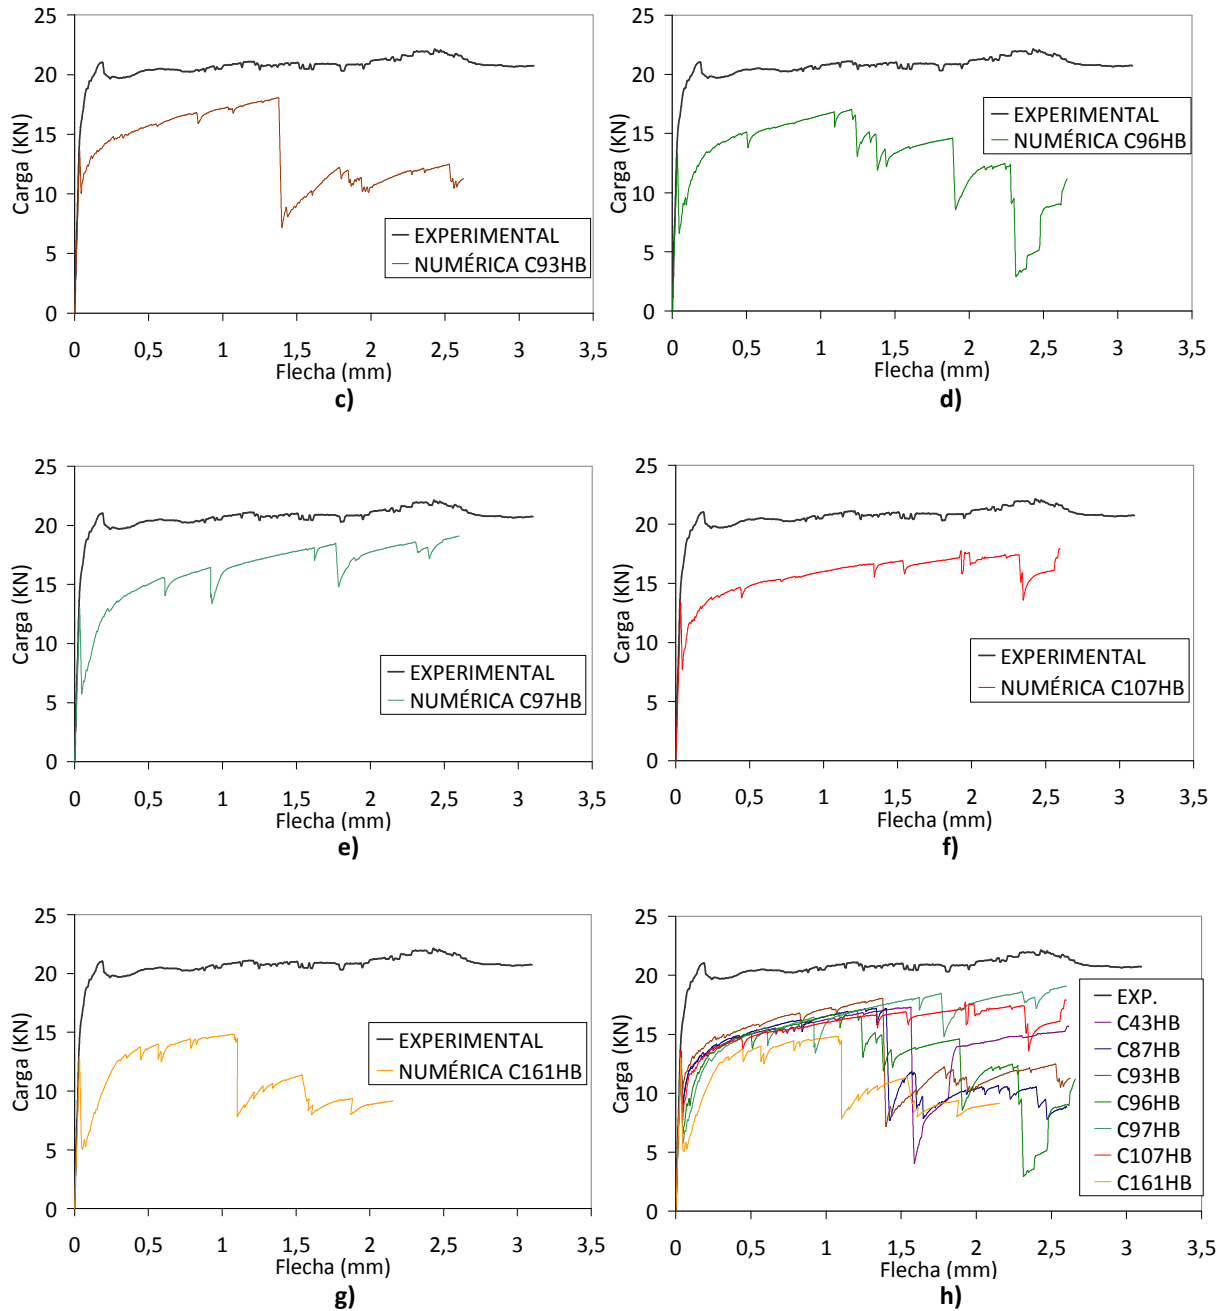 25
20
15
10
5
0
Carga (KN)
EXPERIMENTAL
NUMÉRICA C93HB
0 0,5 1 1,5 2 2,5 3 3,5
Flecha (mm)
c)
25
20
15
10
5
0
Carga (KN)
EXPERIMENTAL
NUMÉRICA C96HB
0 0,5 1 1,5 2 2,5 3 3,5
Flecha (mm)
d)
25
20
15
10
5
0
Carga (KN)
EXPERIMENTAL
NUMÉRICA C97HB
0 0,5 1 1,5 2 2,5 3 3,5
Flecha (mm)
e)
25
20
15
10
5
0
Carga (KN)
EXPERIMENTAL
NUMÉRICA C107HB
0 0,5 1 1,5 2 2,5 3 3,5
Flecha (mm)
f)
25
20
15
10
5
0
Carga (KN)
EXPERIMENTAL
NUMÉRICA C161HB
0 0,5 1 1,5 2 2,5 3 3,5
Flecha (mm)
g)
25
20
15
10
5
0
Carga (KN)
EXP.
C43HB
C87HB
C93HB
C96HB
C97HB
C107HB
C161HB
0 0,5 1 1,5 2 2,5 3 3,5
Flecha (mm)
h)